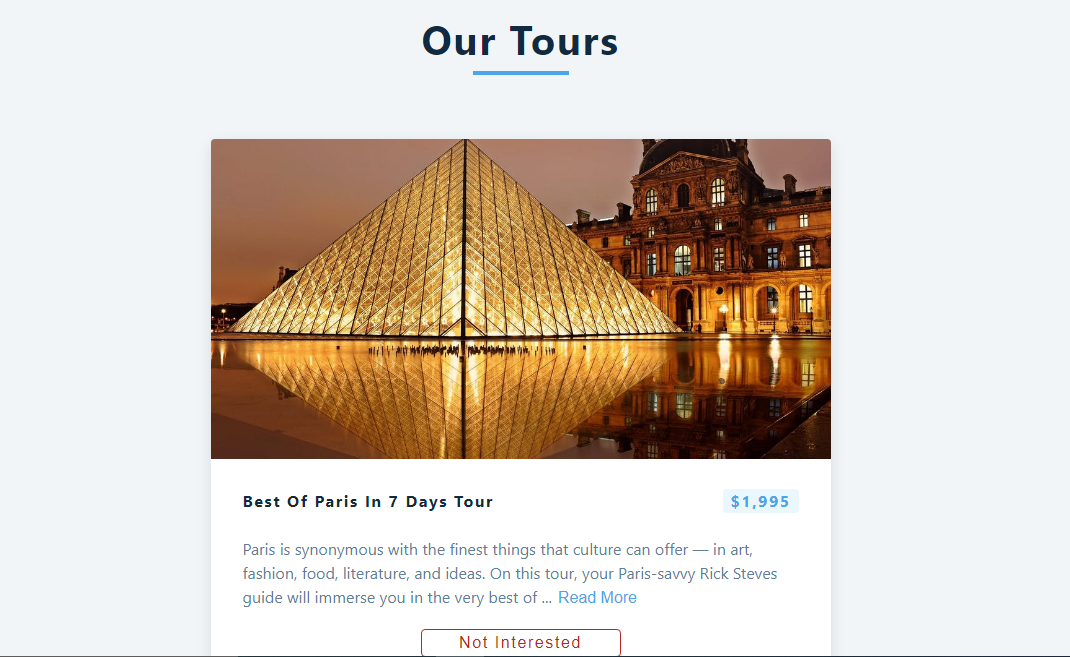 Our Tours
Best Of Paris In 7 Days Tour
$1,995
Paris is synonymous with the finest things that culture can offer — in art,
fashion, food, literature, and ideas. On this tour, your Paris-savvy Rick Steves
guide will immerse you in the very best of ... Read More
Not Interested